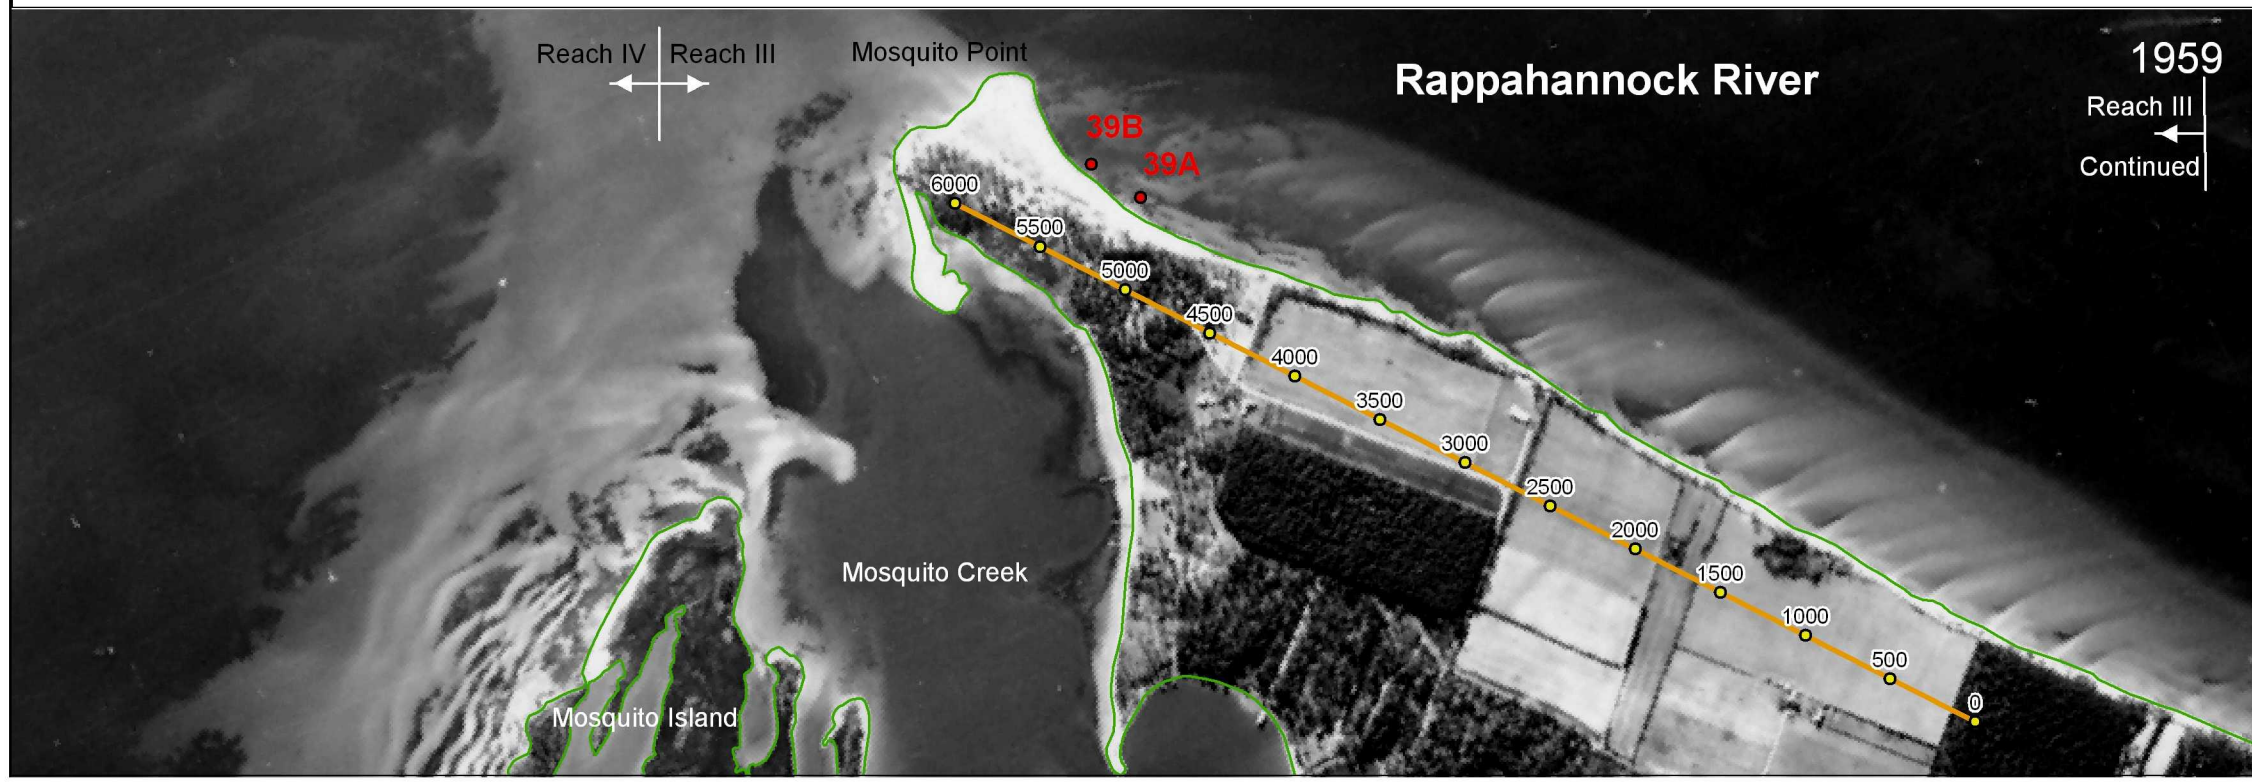 Reach IV
Reach III
Mosquito Point
Rappahannock River
1959
Reach III
Continued
39B
39A
6000
5500
5000
4500
4000
3500
3000
2500
2000
1500
1000
500
0
Mosquito Creek
Mosquito Island